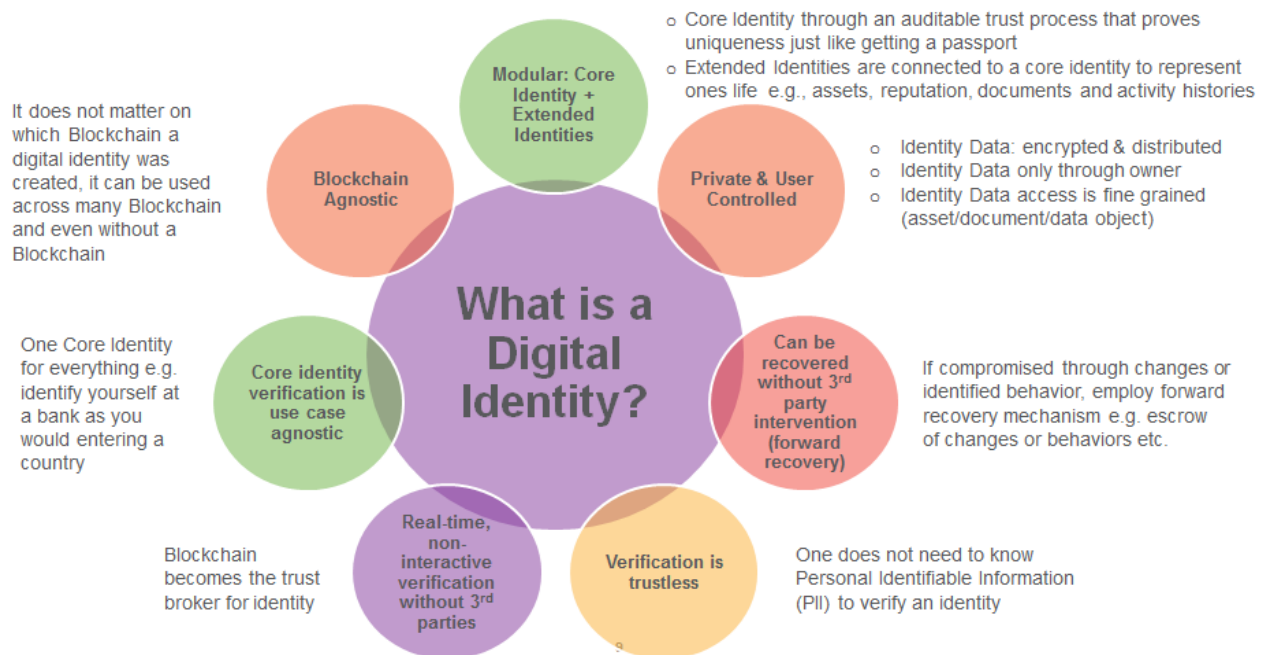 o Core Identity through an auditable trust process that proves
uniqueness just like getting a passport
o Extended Identities are connected to a core identity to represent
ones life e.g., assets, reputation, documents and activity histories
Modular: Core
Identity +
Extended
Identities
It does not matter on
which Blockchain a
digital identity was
created, it can be used
across many Blockchain
and even without a
Blockchain
Blockchain
Agnostic
Private & User
Controlled
o Identity Data: encrypted & distributed
o Identity Data only through owner
o Identity Data access is fine grained
(asset/document/data object)
What is a
Digital
Identity?
One Core Identity
for everything e.g.
identify yourself at
a bank as you
would entering a
country
Core identity
verification is
use case
agnostic
Can be
recovered
without 3rd
party
intervention
(forward
recovery)
If compromised through changes or
identified behavior, employ forward
recovery mechanism e.g. escrow
of changes or behaviors etc.
Blockchain
becomes the trust
broker for identity
Real-time,
non-
interactive
verification
without 3rd
parties
Verification is
trustless
One does not need to know
Personal Identifiable Information
(PII) to verify an identity
9